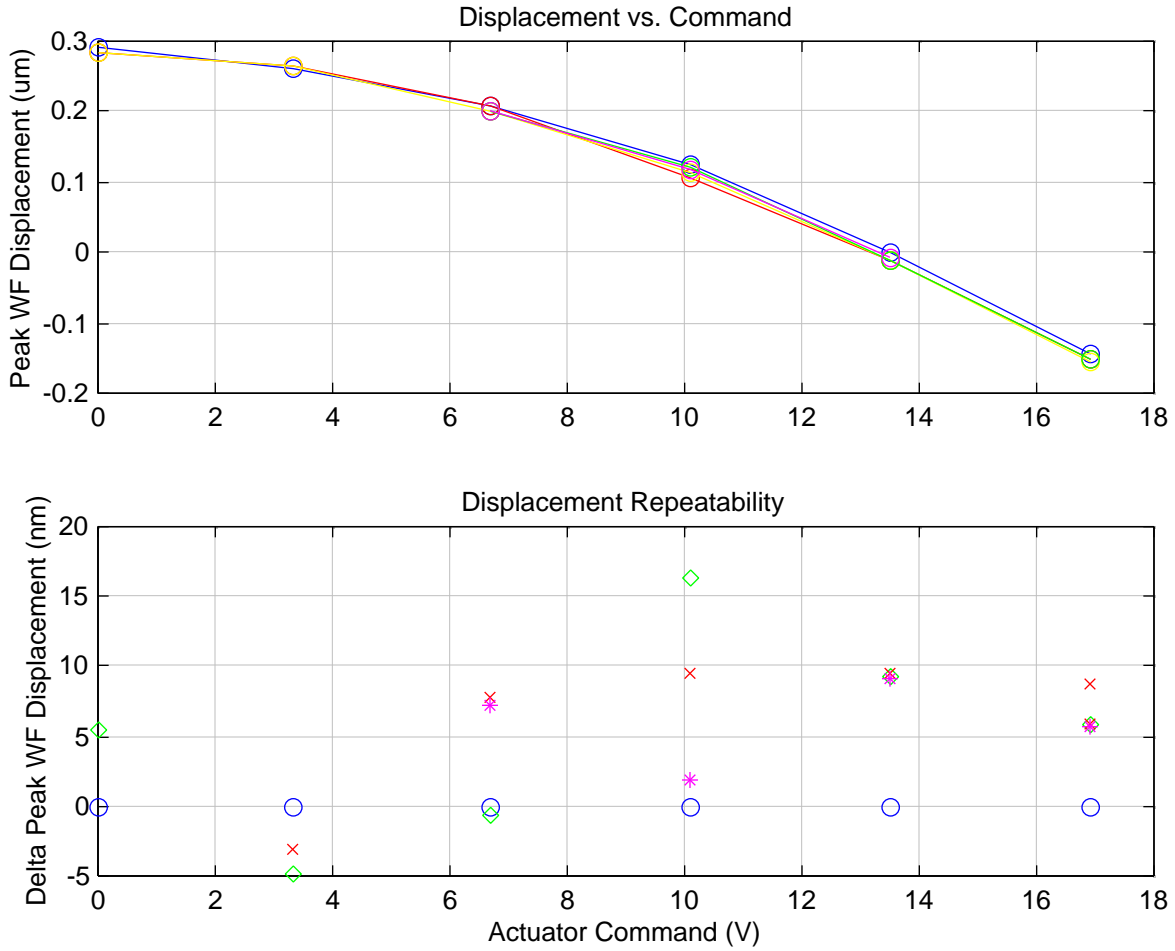 Displacement vs. Command
Peak WF Displacement (um)
0.3
0.2
0.1
0
-0.1
-0.2
0 2 4 6 8 10 12 14 16 18
Displacement Repeatability
Delta Peak WF Displacement (nm)
20
15
10
5
0
-5
0 2 4 6 8 10 12 14 16 18
Actuator Command (V)